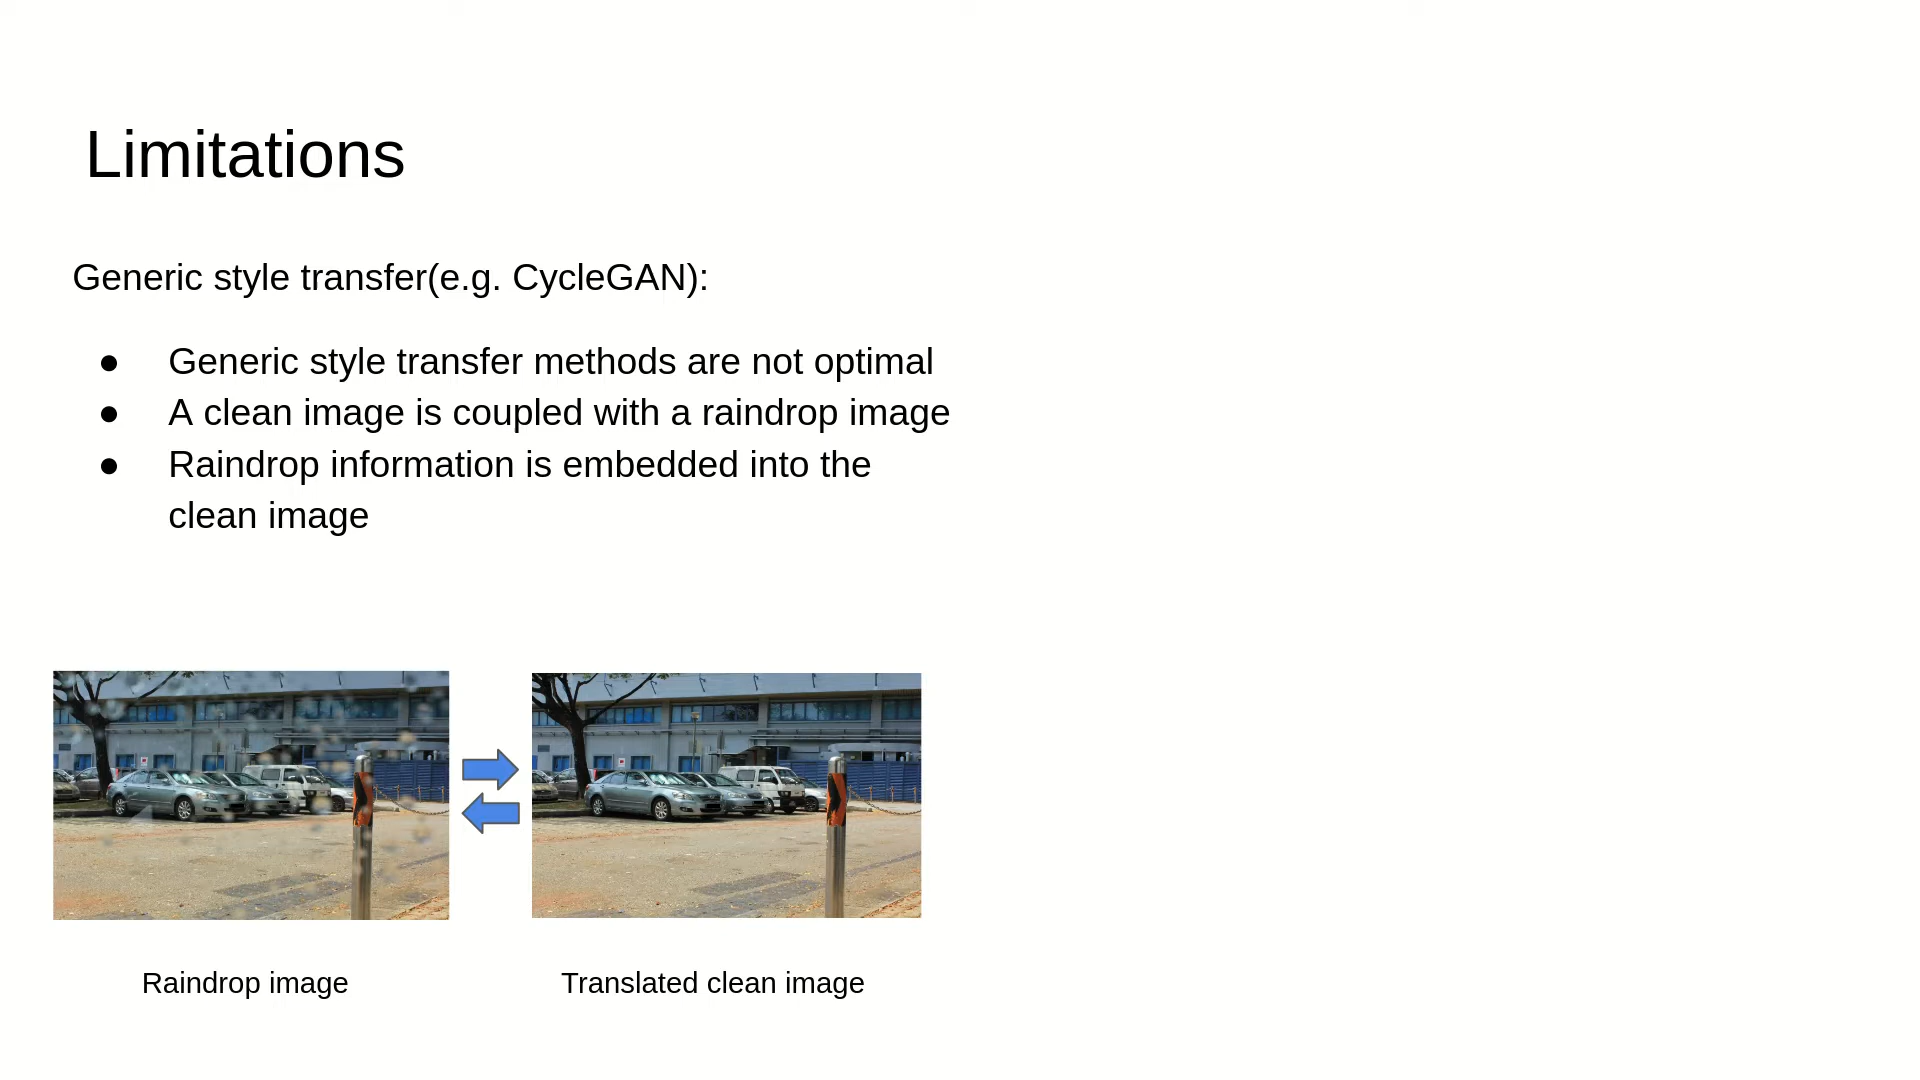 Limitations
Generic style transfer(e.g. CycleGAN):
● Generic style transfer methods are not optimal
● A clean image is coupled with a raindrop image
● Raindrop information is embedded into the
clean image
Raindrop image
Translated clean image